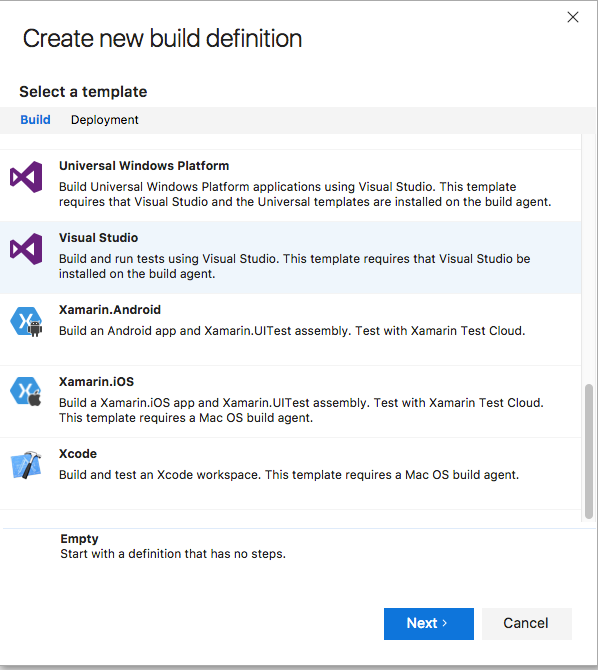 Create new build definition
Select a template
Build Deployment
Universal Windows Platform
Build Universal Windows Platform applications using Visual Studio. This template
requires that Visual Studio and the Universal templates are installed on the build agent.
Visual Studio
Build and run tests using Visual Studio. This template requires that Visual Studio be
installed on the build agent.
Xamarin.Android
Build an Android app and Xamarin.UITest assembly. Test with Xamarin Test Cloud.
Xamarin.iOS
Build a Xamarin.iOS app and Xamarin.UITest assembly. Test with Xamarin Test Cloud.
This template requires a Mac OS build agent.
Xcode
Build and test an Xcode workspace. This template requires a Mac OS build agent.
Empty
Start with a definition that has no steps.
Next › Cancel